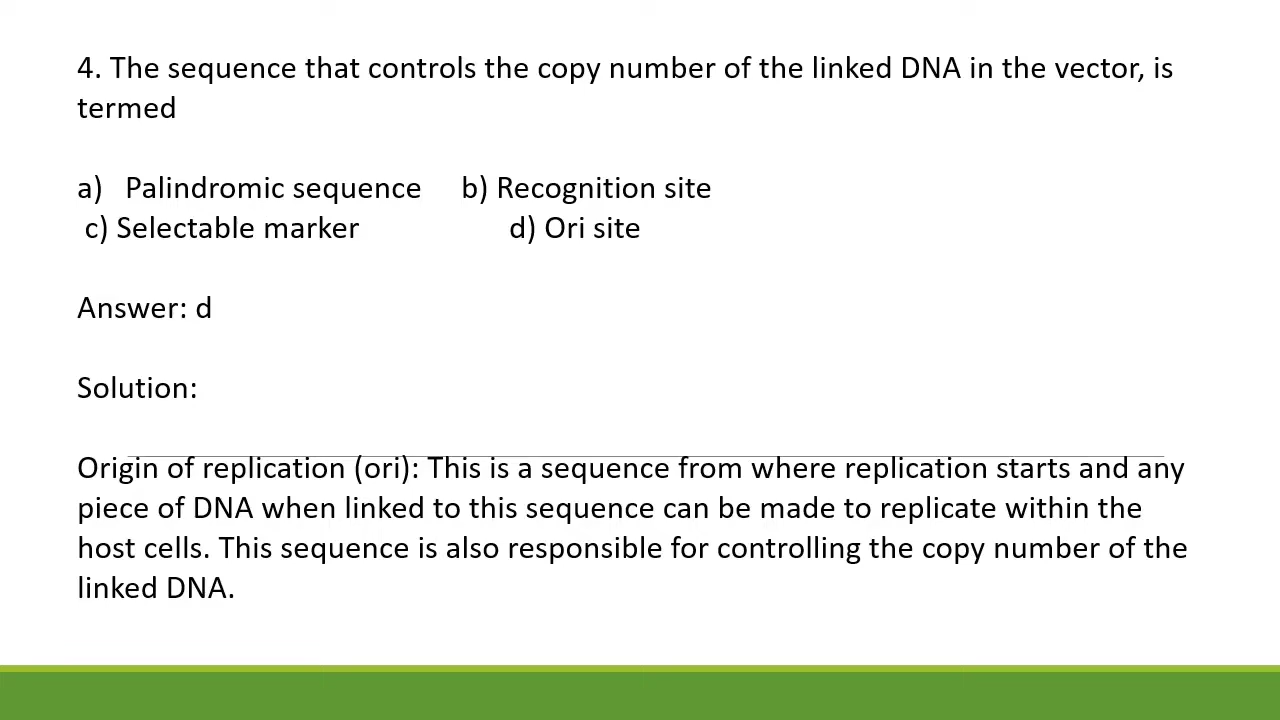 4. The sequence that controls the copy number of the linked DNA in the vector, is
termed
a) Palindromic sequence b) Recognition site
c) Selectable marker d) Ori site
Answer: d
Solution:
Origin of replication (ori): This is a sequence from where replication starts and any
piece of DNA when linked to this sequence can be made to replicate within the
host cells. This sequence is also responsible for controlling the copy number of the
linked DNA.